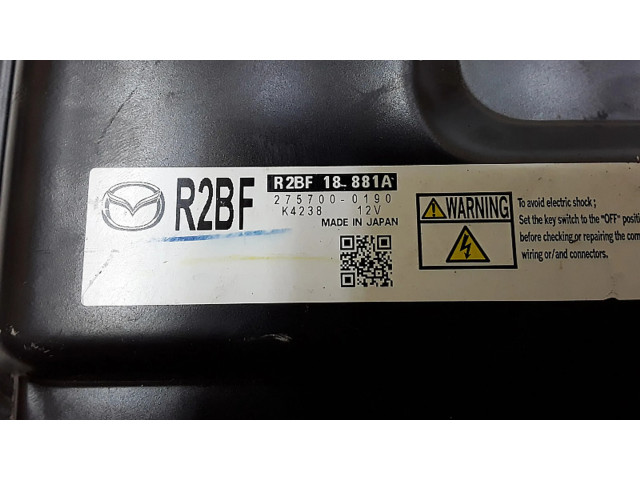 R2BF
R2BF 18 881A
275700-0190
K4238 12V
MADE IN JAPAN
WARNING
To avoid electric shock ;
Set the key switch to the "OFF" positio
before checking,or repairing the com
wiring or/and connectors.